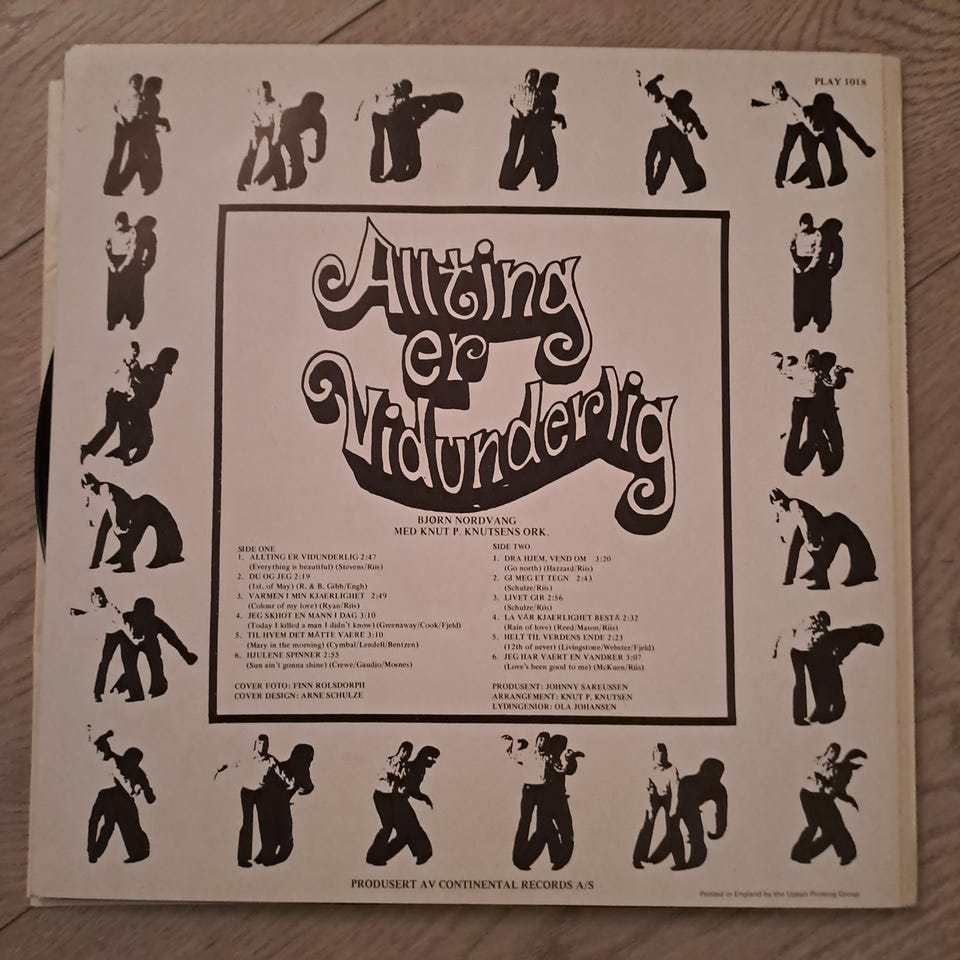 PLAY 1018
Allting
er
Vidunderlig
BJØRN NORDVANG
MED KNUT P. KNUTSENS ORK.
SIDE ONE
1. ALLTING ER VIDUNDERLIG 2:47
(Everything is beautiful) (Stevens/Riis)
2. DU OG JEG 2:19
(1st. of May) (R. & B. Gibb/Engh)
3. VARMEN I MIN KJAERLIGHET 2:49
(Colour of my love) (Ryan/Riis)
4. JEG SKHOT EN MANN I DAG 3:10
(Today I killed a man I didn't know) (Greenaway/Cook/Fjeld)
5. TIL HVEM DET MÅTTE VAERE 3:10
(Mary in the morning) (Cymbal/Lendell/Bentzen)
6. HJULENE SPINNER 2:55
(Sun ain't gonna shine) (Crewe/Gaudio/Mosnes)
COVER FOTO: FINN ROLSDORPH
COVER DESIGN: ARNE SCHULZE
SIDE TWO
1. DRA HJEM, VEND OM 3:20
(Go north) (Hazzard/Riis)
2. GI MEG ET TEGN 2:43
(Schulze/Riis)
3. LIVET GIR 2:56
(Schulze/Riis)
4. LA VÅR KJAERLIGHET BESTÅ 2:32
(Rain of love) (Reed/Mason/Riis)
5. HELT TIL VERDENS ENDE 2:23
(12th of never) (Livingstone/Webster/Fjeld)
6. JEG HAR VAERT EN VANDRER 3:07
(Love's been good to me) (McKuen/Riis)
PRODUSENT: JOHNNY SAREUSSEN
ARRANGEMENT: KNUT P. KNUTSEN
LYDINGENIOR: OLA JOHANSEN
PRODUSERT AV CONTINENTAL RECORDS A/S
Printed in England by the Upton Printing Group